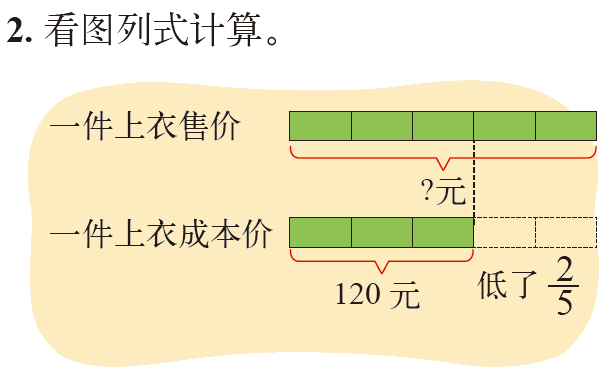 2. 看图列式计算。
一件上衣售价
?元
一件上衣成本价
120 元
低了 2/5